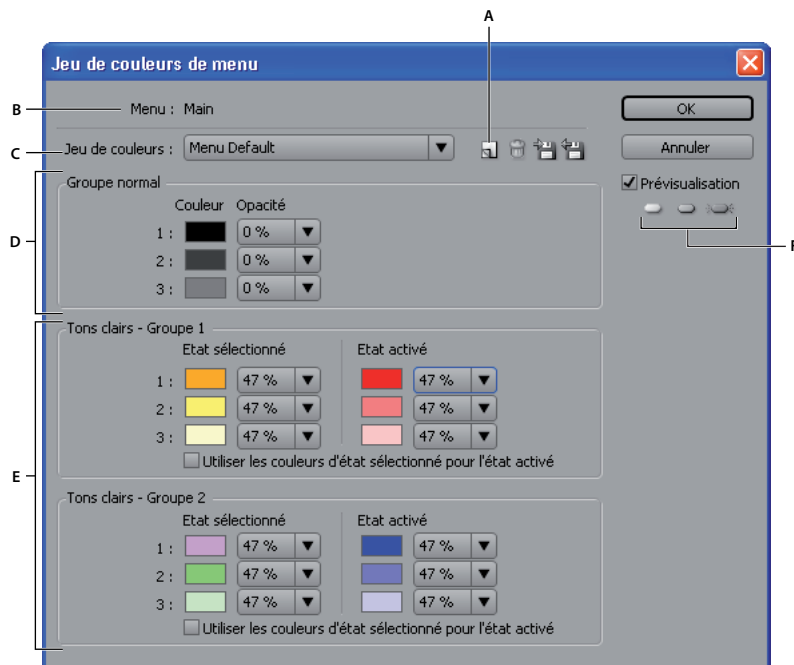 A
Jeu de couleurs de menu
B
Menu : Main
OK
C
Jeu de couleurs : Menu Default
Annuler
Groupe normal
Prévisualisation
Couleur Opacité
D
1 : 0 %
2 : 0 %
3 : 0 %
F
Tons clairs - Groupe 1
Etat sélectionné Etat activé
1 : 47 % 47 %
2 : 47 % 47 %
3 : 47 % 47 %
Utiliser les couleurs d'état sélectionné pour l'état activé
E
Tons clairs - Groupe 2
Etat sélectionné Etat activé
1 : 47 % 47 %
2 : 47 % 47 %
3 : 47 % 47 %
Utiliser les couleurs d'état sélectionné pour l'état activé